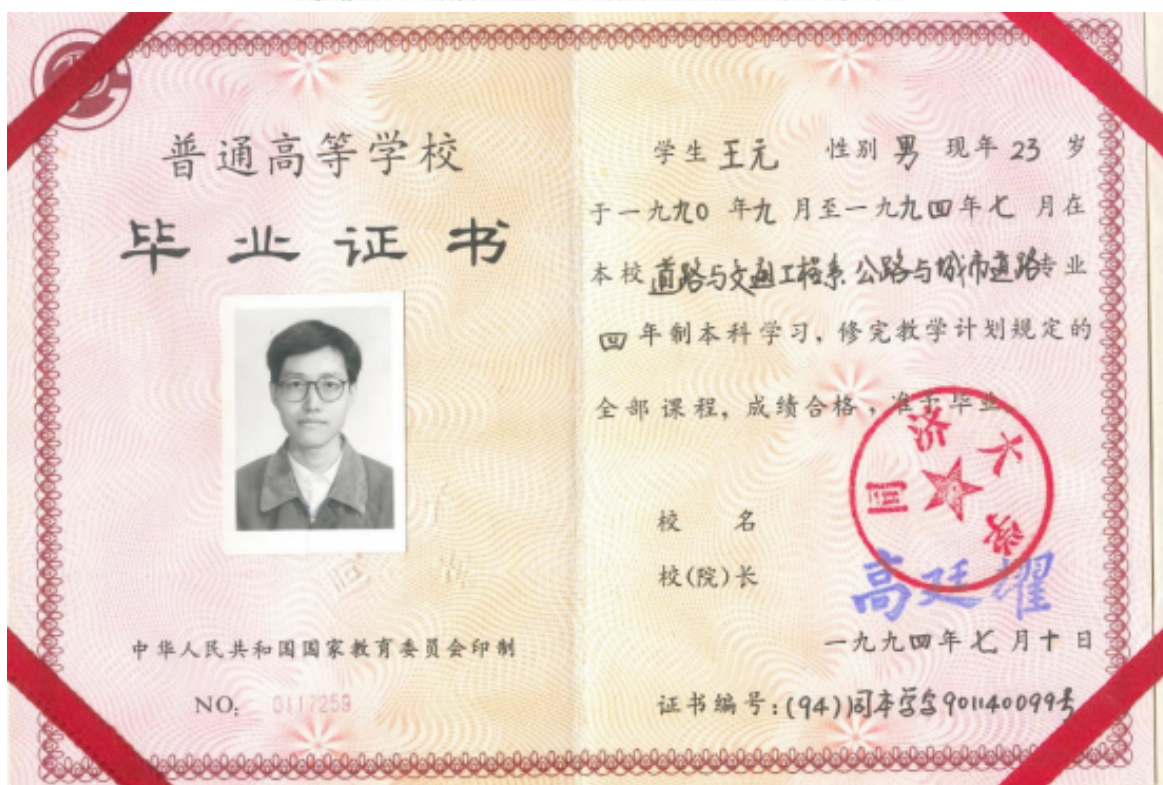 普通高等学校
毕业证书
中华人民共和国国家教育委员会印制
NO: 0117259
学生 王元 性别 男 现年 23 岁
于一九九0 年九 月至一九九四年七 月在
本校 道路与交通工程系 公路与城市道路专业
四 年制本科学习, 修完教学计划规定的
全部课程, 成绩合格, 准予毕业。
同济大学
校 名
校(院)长 高廷耀
一九九四年七月十日
证书编号:(94)同本字第901140099号